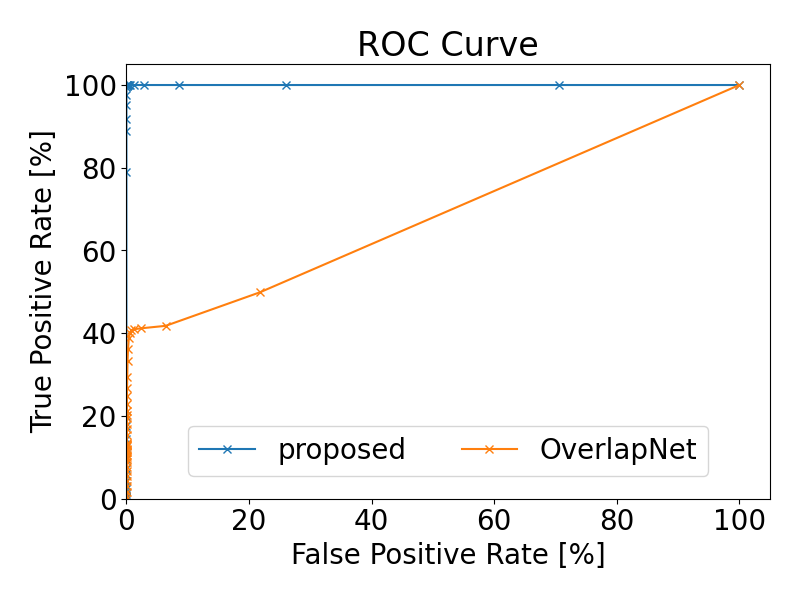 ROC Curve
True Positive Rate [%]
100
80
60
40
20
0
proposed
OverlapNet
0 20 40 60 80 100
False Positive Rate [%]